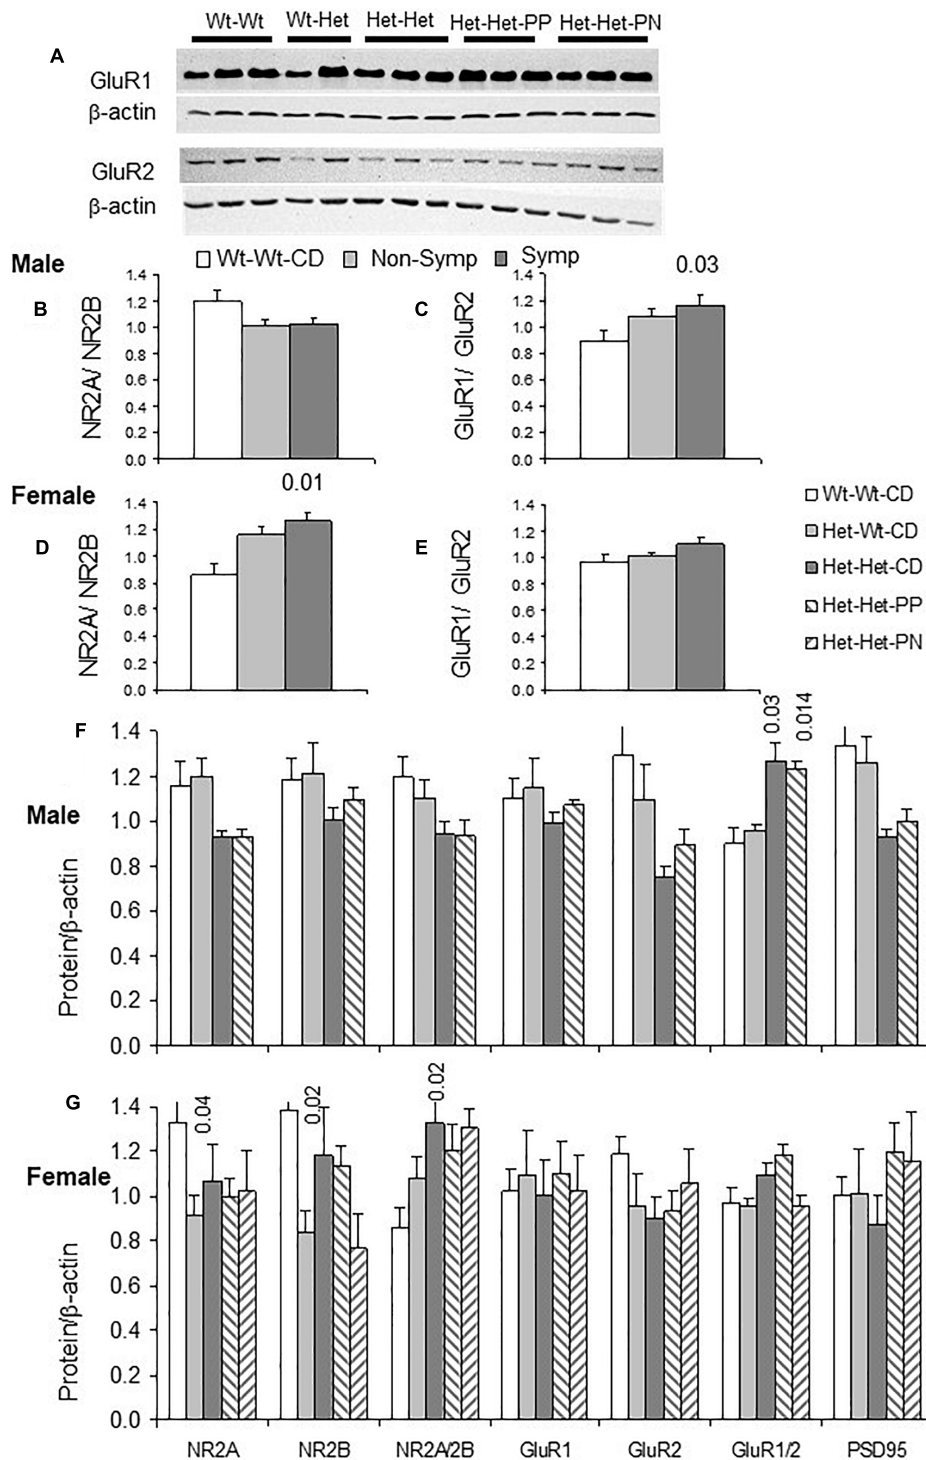 Wt-Wt Wt-Het Het-Het Het-Het-PP Het-Het-PN
A
GluR1
β-actin
GluR2
β-actin
Male
Wt-Wt-CD Non-Symp Symp
B
NR2A/ NR2B
1.4
1.2
1.0
0.8
0.6
0.4
0.2
0.0
C
GluR1/ GluR2
1.4
1.2
1.0
0.8
0.6
0.4
0.2
0.0
0.03
Female
D
NR2A/ NR2B
1.4
1.2
1.0
0.8
0.6
0.4
0.2
0.0
0.01
E
GluR1/ GluR2
1.4
1.2
1.0
0.8
0.6
0.4
0.2
0.0
Wt-Wt-CD
Het-Wt-CD
Het-Het-CD
Het-Het-PP
Het-Het-PN
F
Male
Protein/β-actin
1.4
1.2
1.0
0.8
0.6
0.4
0.2
0.0
0.03
0.014
G
Female
Protein/β-actin
1.4
1.2
1.0
0.8
0.6
0.4
0.2
0.0
0.04
0.02
0.02
NR2A NR2B NR2A/2B GluR1 GluR2 GluR1/2 PSD95